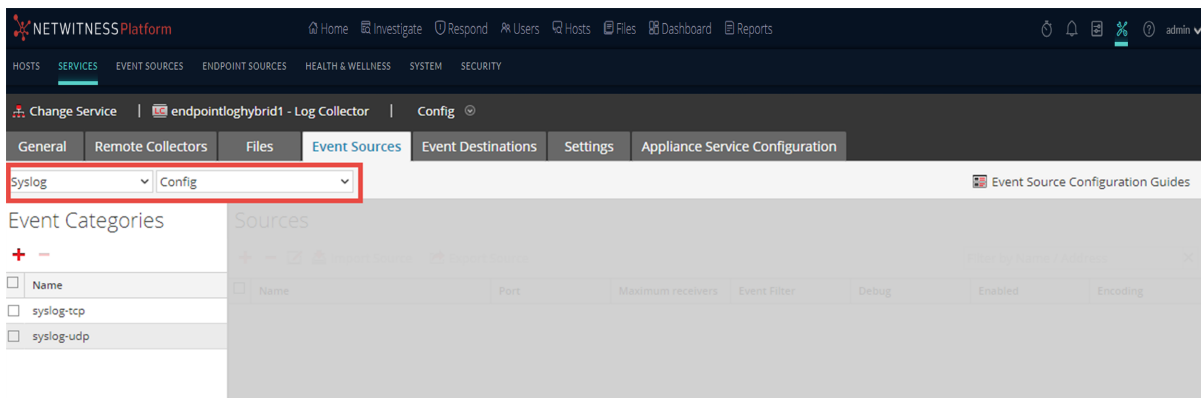 NETWITNESS Platform Home Investigate Respond Users Hosts Files Dashboard Reports admin
HOSTS SERVICES EVENT SOURCES ENDPOINT SOURCES HEALTH & WELLNESS SYSTEM SECURITY
Change Service | LC endpointloghybrid1 - Log Collector | Config
General Remote Collectors Files Event Sources Event Destinations Settings Appliance Service Configuration
Syslog Config Event Source Configuration Guides
Event Categories Sources
Name Name Port Maximum receivers Event Filter Debug Enabled Encoding
syslog-tcp
syslog-udp